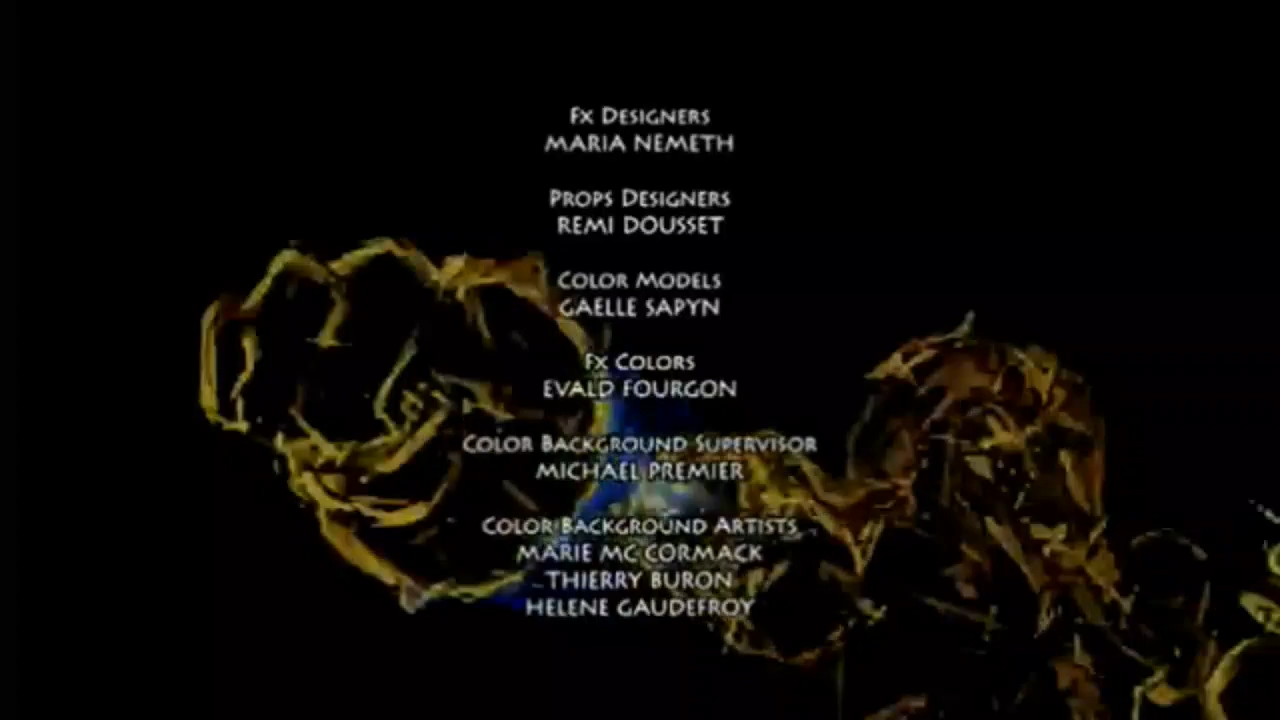 Fx Designers
MARIA NEMETH
Props Designers
REMI DOUSSET
Color Models
GAELLE SAPYN
Fx Colors
EVALD FOURGON
Color Background Supervisor
MICHAEL PREMIER
Color Background Artists
MARIE MC CORMACK
THIERRY BURON
HELENE GAUDEFROY